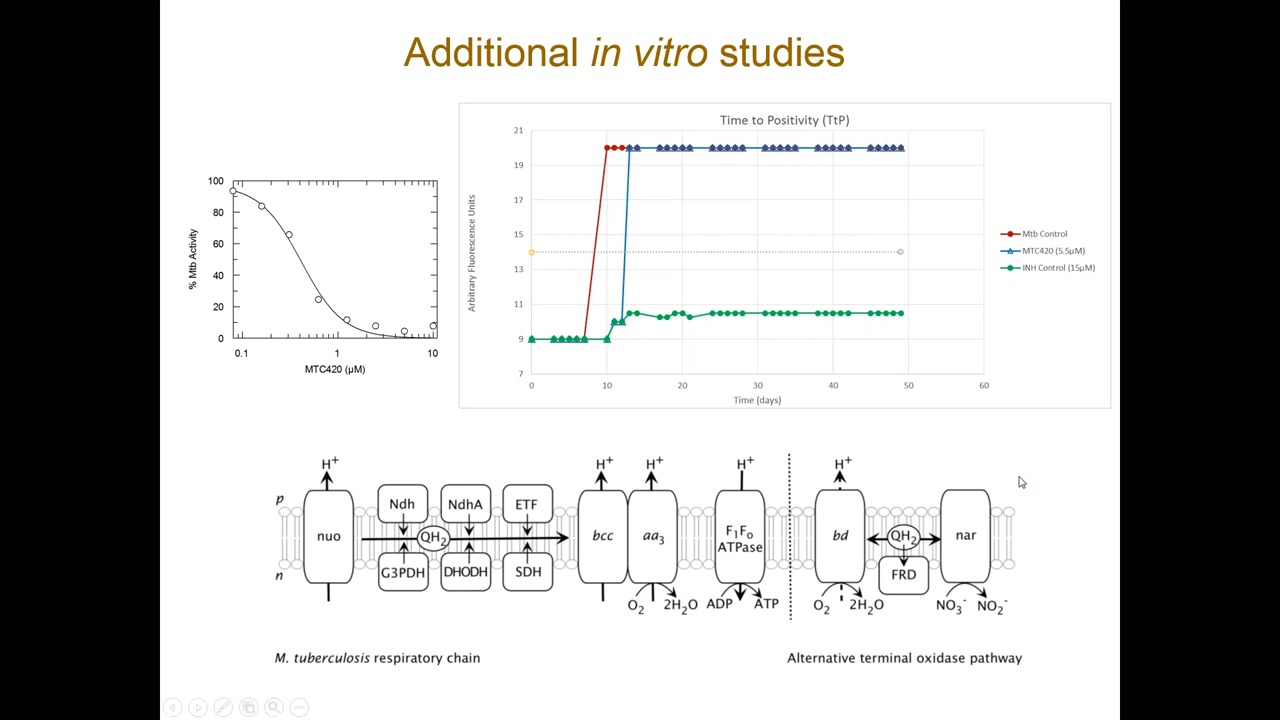 Additional in vitro studies
100
80
60
40
20
0
% Mtb Activity
0.1 1 10
MTC420 (µM)
Time to Positivity (TtP)
21
19
17
15
13
11
9
7
Arbitrary Fluorescence Units
0 10 20 30 40 50 60
Time (days)
Mtb Control
MTC420 (5.5µM)
INH Control (15µM)
H+ H+ H+ H+ H+
p
Ndh NdhA ETF
nuo QH2 bcc aa3 F1Fo ATPase bd QH2 nar
n
G3PDH DHODH SDH FRD
O2 2H2O ADP ATP O2 2H2O NO3- NO2-
M. tuberculosis respiratory chain
Alternative terminal oxidase pathway